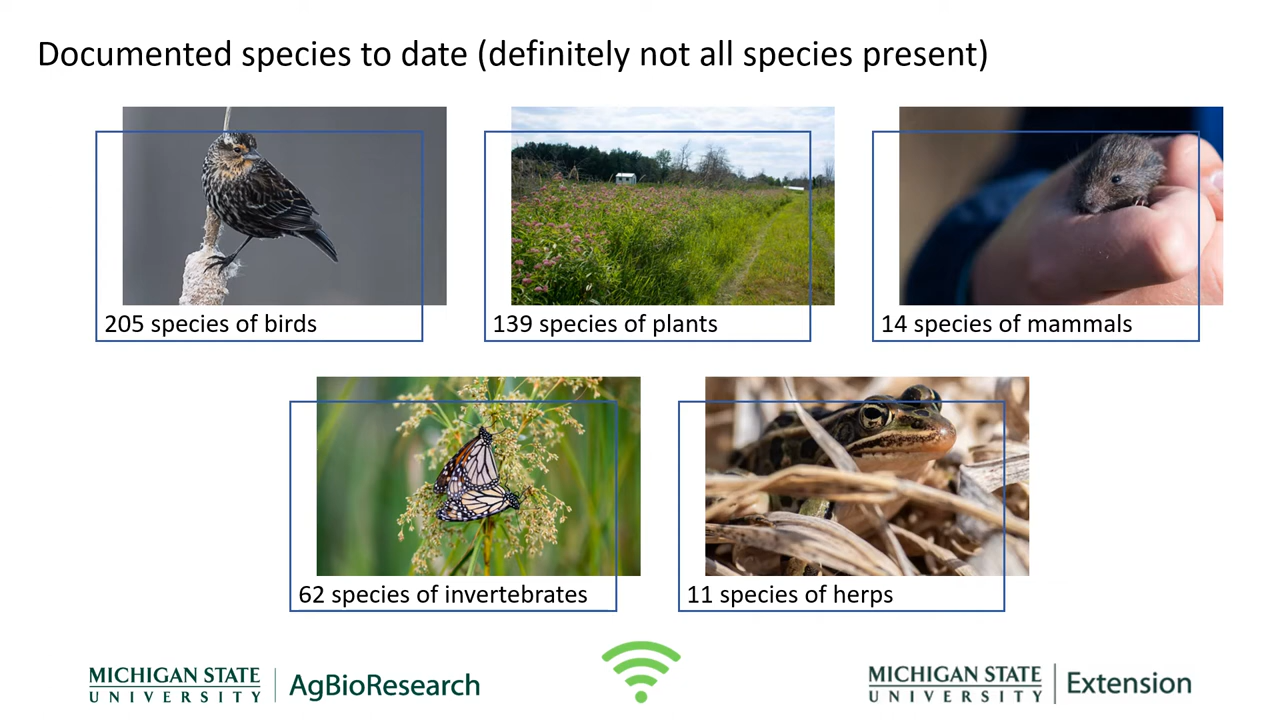 Documented species to date (definitely not all species present)
205 species of birds
139 species of plants
14 species of mammals
62 species of invertebrates
11 species of herps
MICHIGAN STATE
UNIVERSITY
AgBioResearch
MICHIGAN STATE
UNIVERSITY
Extension